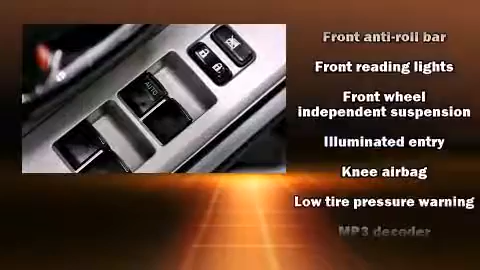 AUTO
Front anti-roll bar
Front reading lights
Front wheel
independent suspension
Illuminated entry
Knee airbag
Low tire pressure warning
MP3 decoder